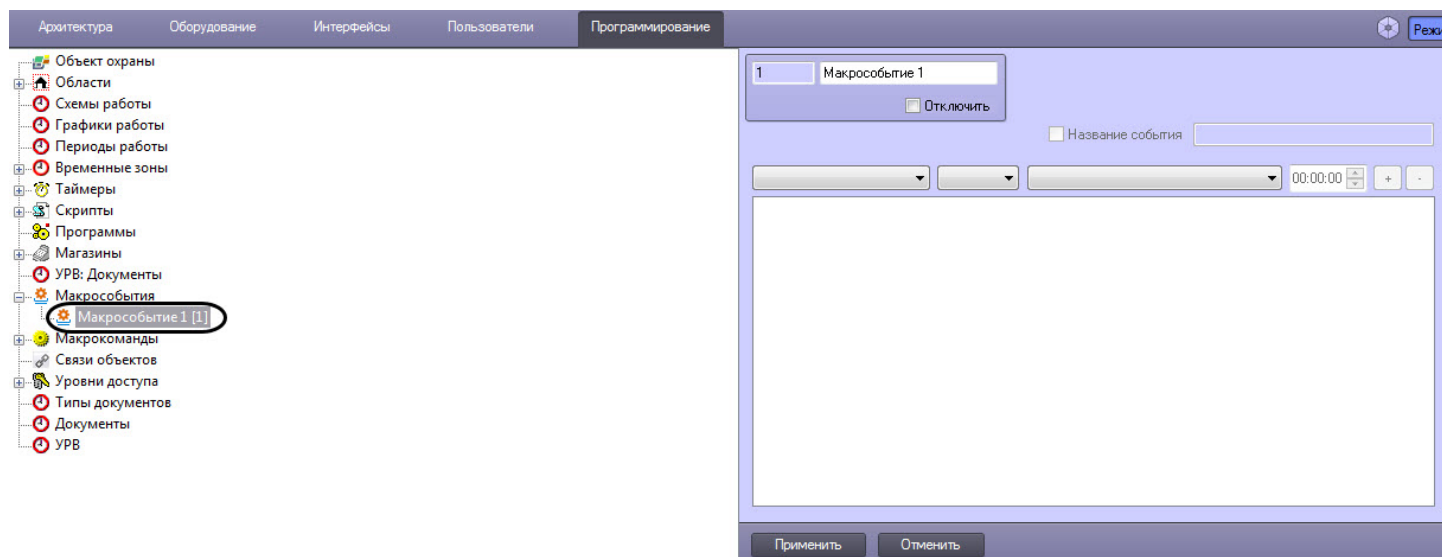 Архитектура Оборудование Интерфейсы Пользователи Программирование Режи
Объект охраны
Области
Схемы работы
Графики работы
Периоды работы
Временные зоны
Таймеры
Скрипты
Программы
Магазины
УРВ: Документы
Макрособытия
Макрособытие 1 [1]
Макрокоманды
Связи объектов
Уровни доступа
Типы документов
Документы
УРВ
1 Макрособытие 1
Отключить
Название события
00:00:00 + -
Применить Отменить